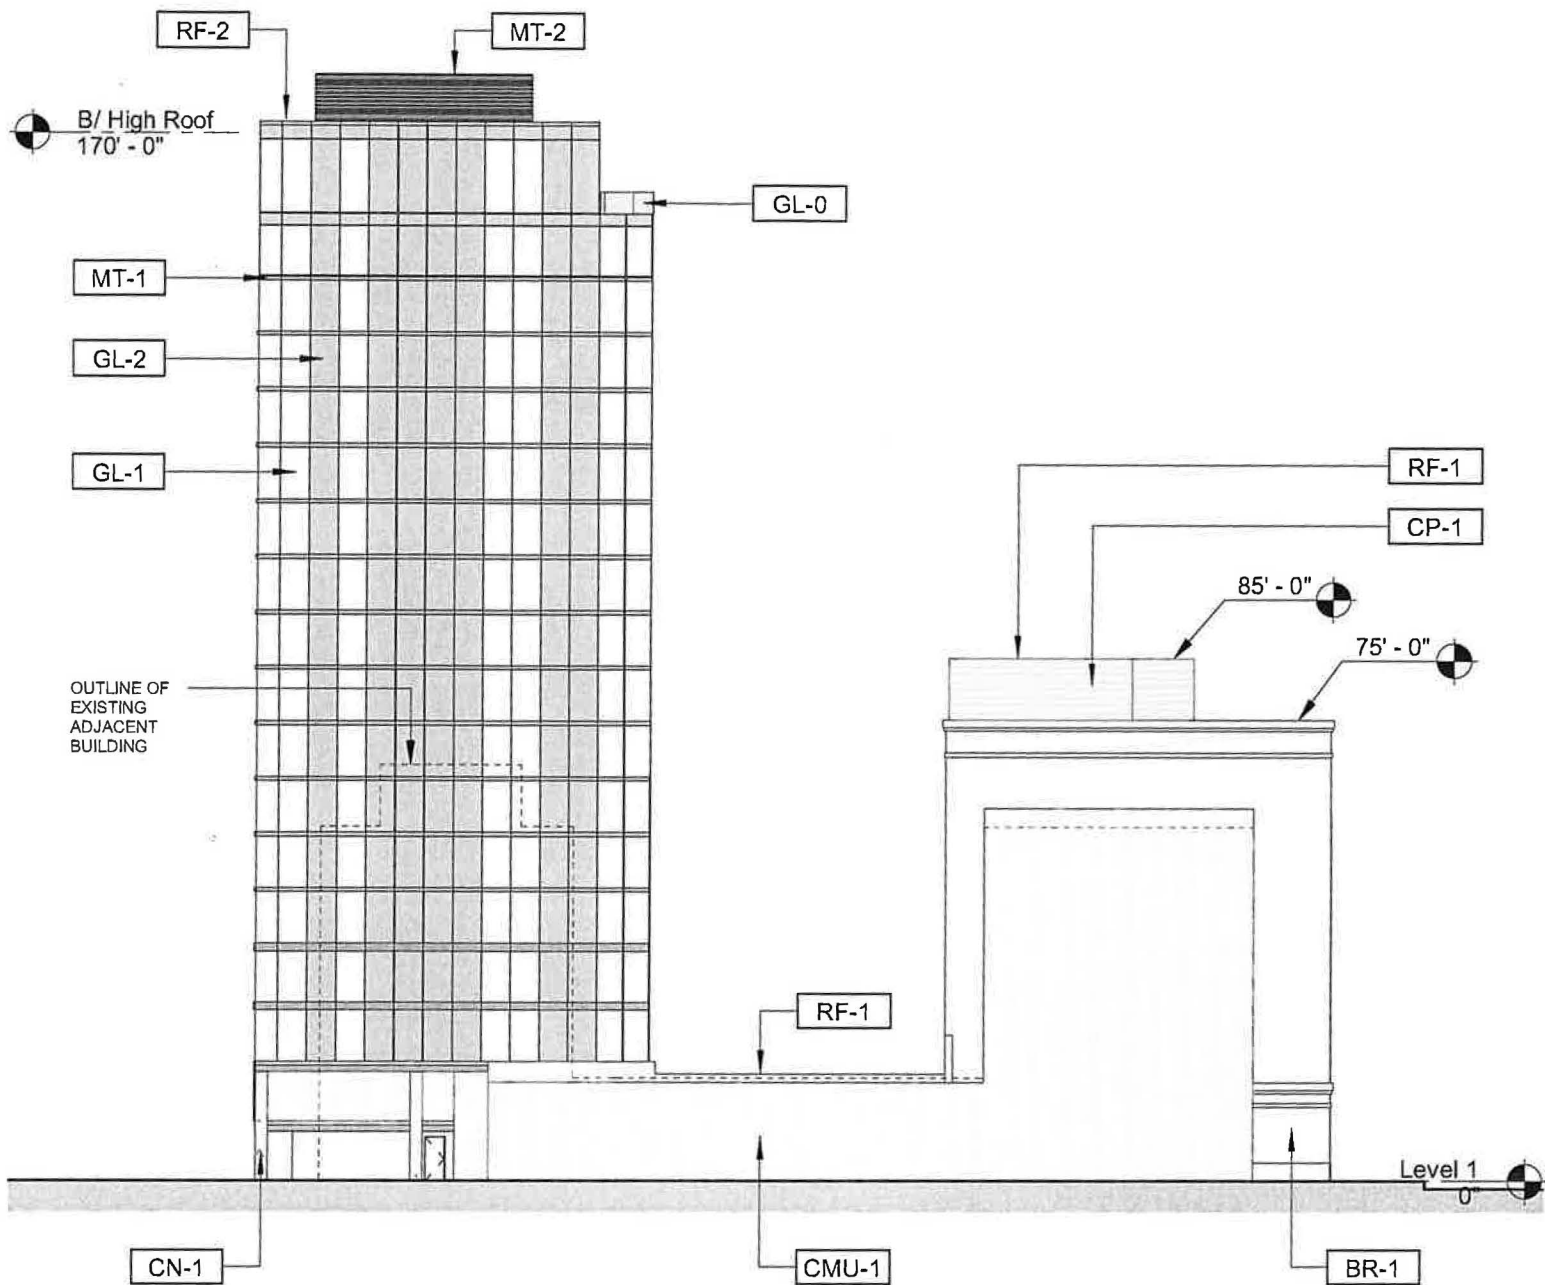 RF-2
MT-2
B/ High Roof
170' - 0"
GL-0
MT-1
GL-2
GL-1
RF-1
CP-1
85' - 0"
75' - 0"
OUTLINE OF
EXISTING
ADJACENT
BUILDING
RF-1
Level 1
0"
CN-1
CMU-1
BR-1